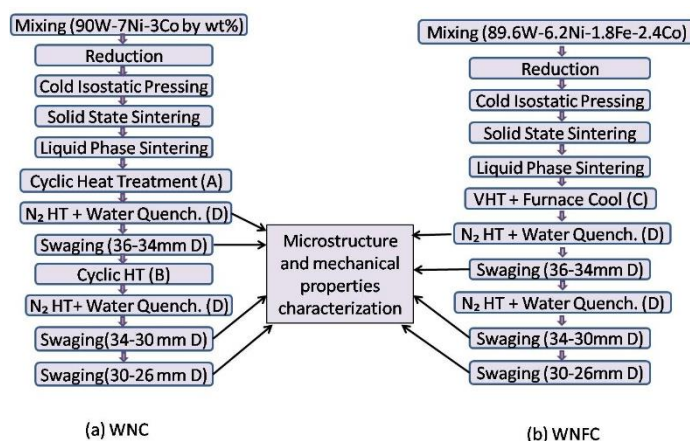 Mixing (90W-7Ni-3Co by wt%)
Reduction
Cold Isostatic Pressing
Solid State Sintering
Liquid Phase Sintering
Cyclic Heat Treatment (A)
N₂ HT + Water Quench. (D)
Swaging (36-34mm D)
Cyclic HT (B)
N₂ HT+ Water Quench. (D)
Swaging(34-30 mm D)
Swaging(30-26 mm D)
(a) WNC
Microstructure
and mechanical
properties
characterization
Mixing (89.6W-6.2Ni-1.8Fe-2.4Co)
Reduction
Cold Isostatic Pressing
Solid State Sintering
Liquid Phase Sintering
VHT + Furnace Cool (C)
N₂ HT + Water Quench. (D)
Swaging (36-34mm D)
N₂ HT + Water Quench. (D)
Swaging (34-30mm D)
Swaging (30-26mm D)
(b) WNFC